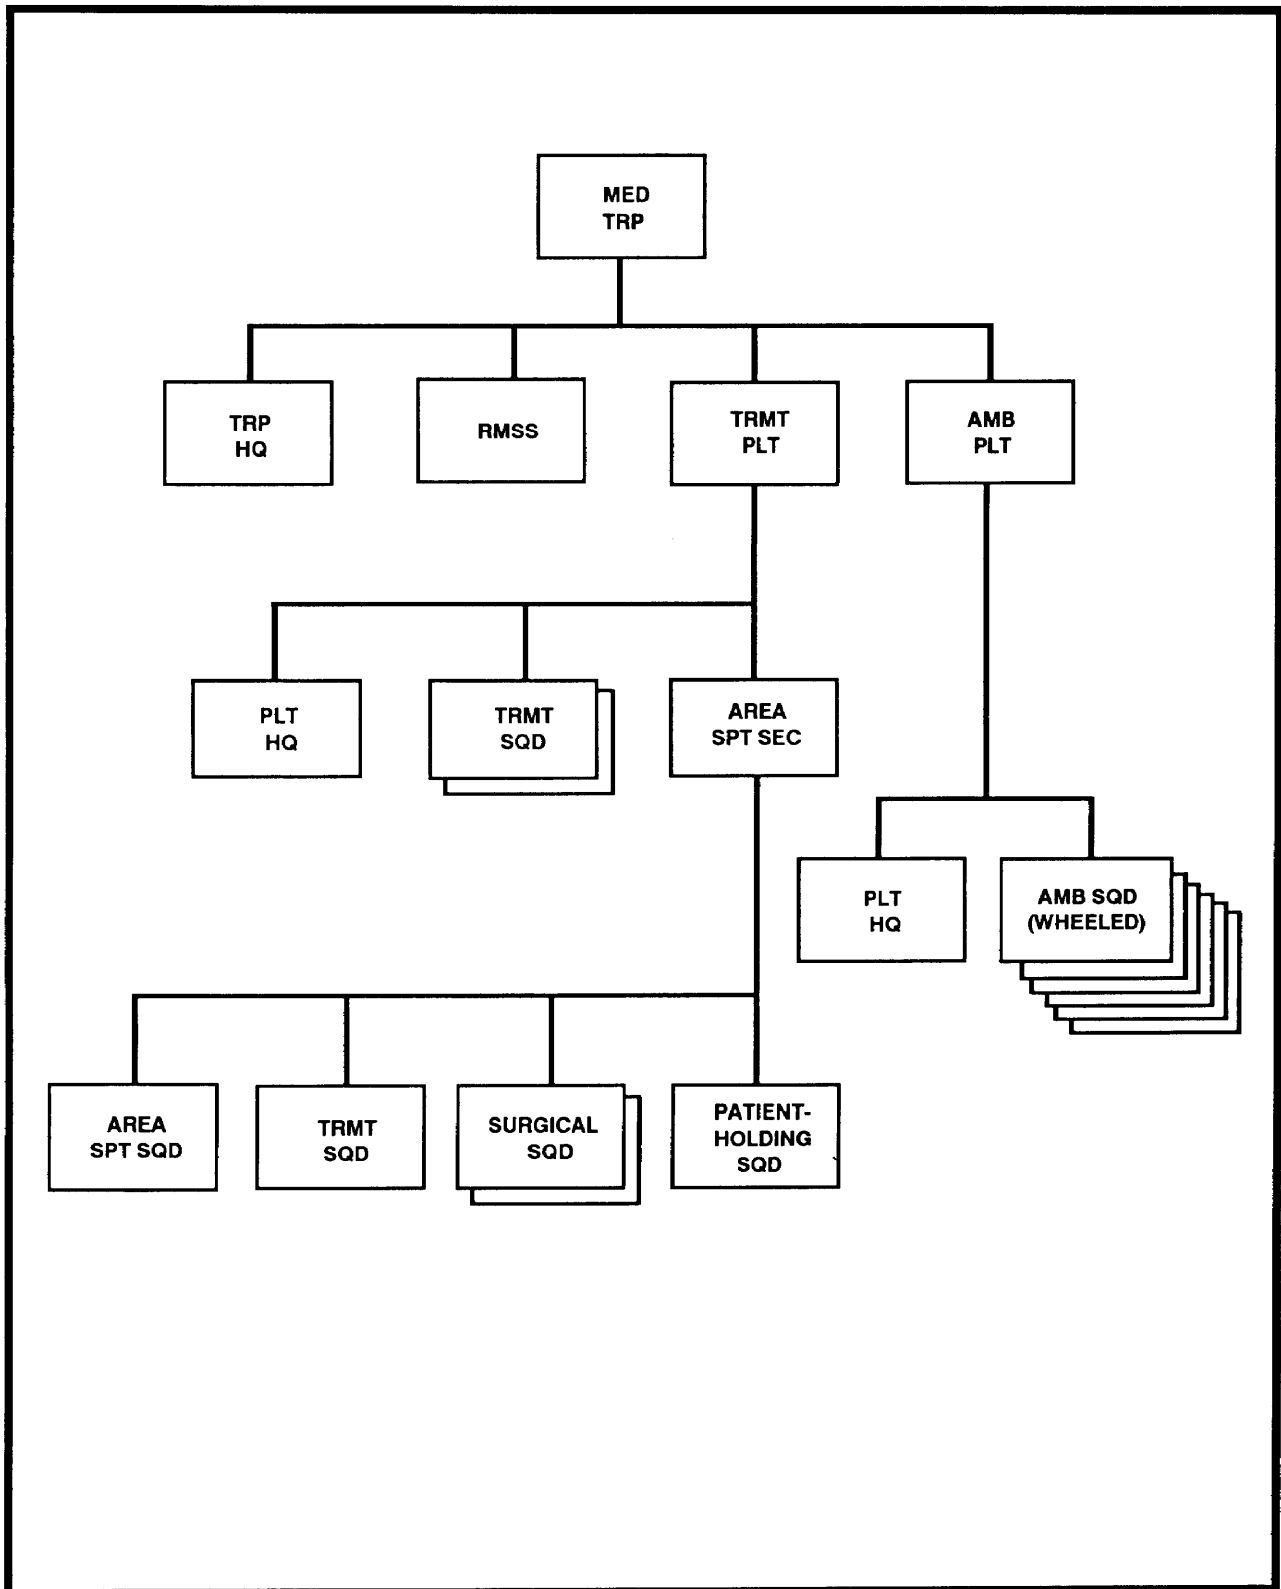 MED
TRP
TRP
HQ
RMSS
TRMT
PLT
AMB
PLT
PLT
HQ
TRMT
SQD
AREA
SPT SEC
PLT
HQ
AMB SQD
(WHEELED)
AREA
SPT SQD
TRMT
SQD
SURGICAL
SQD
PATIENT-
HOLDING
SQD